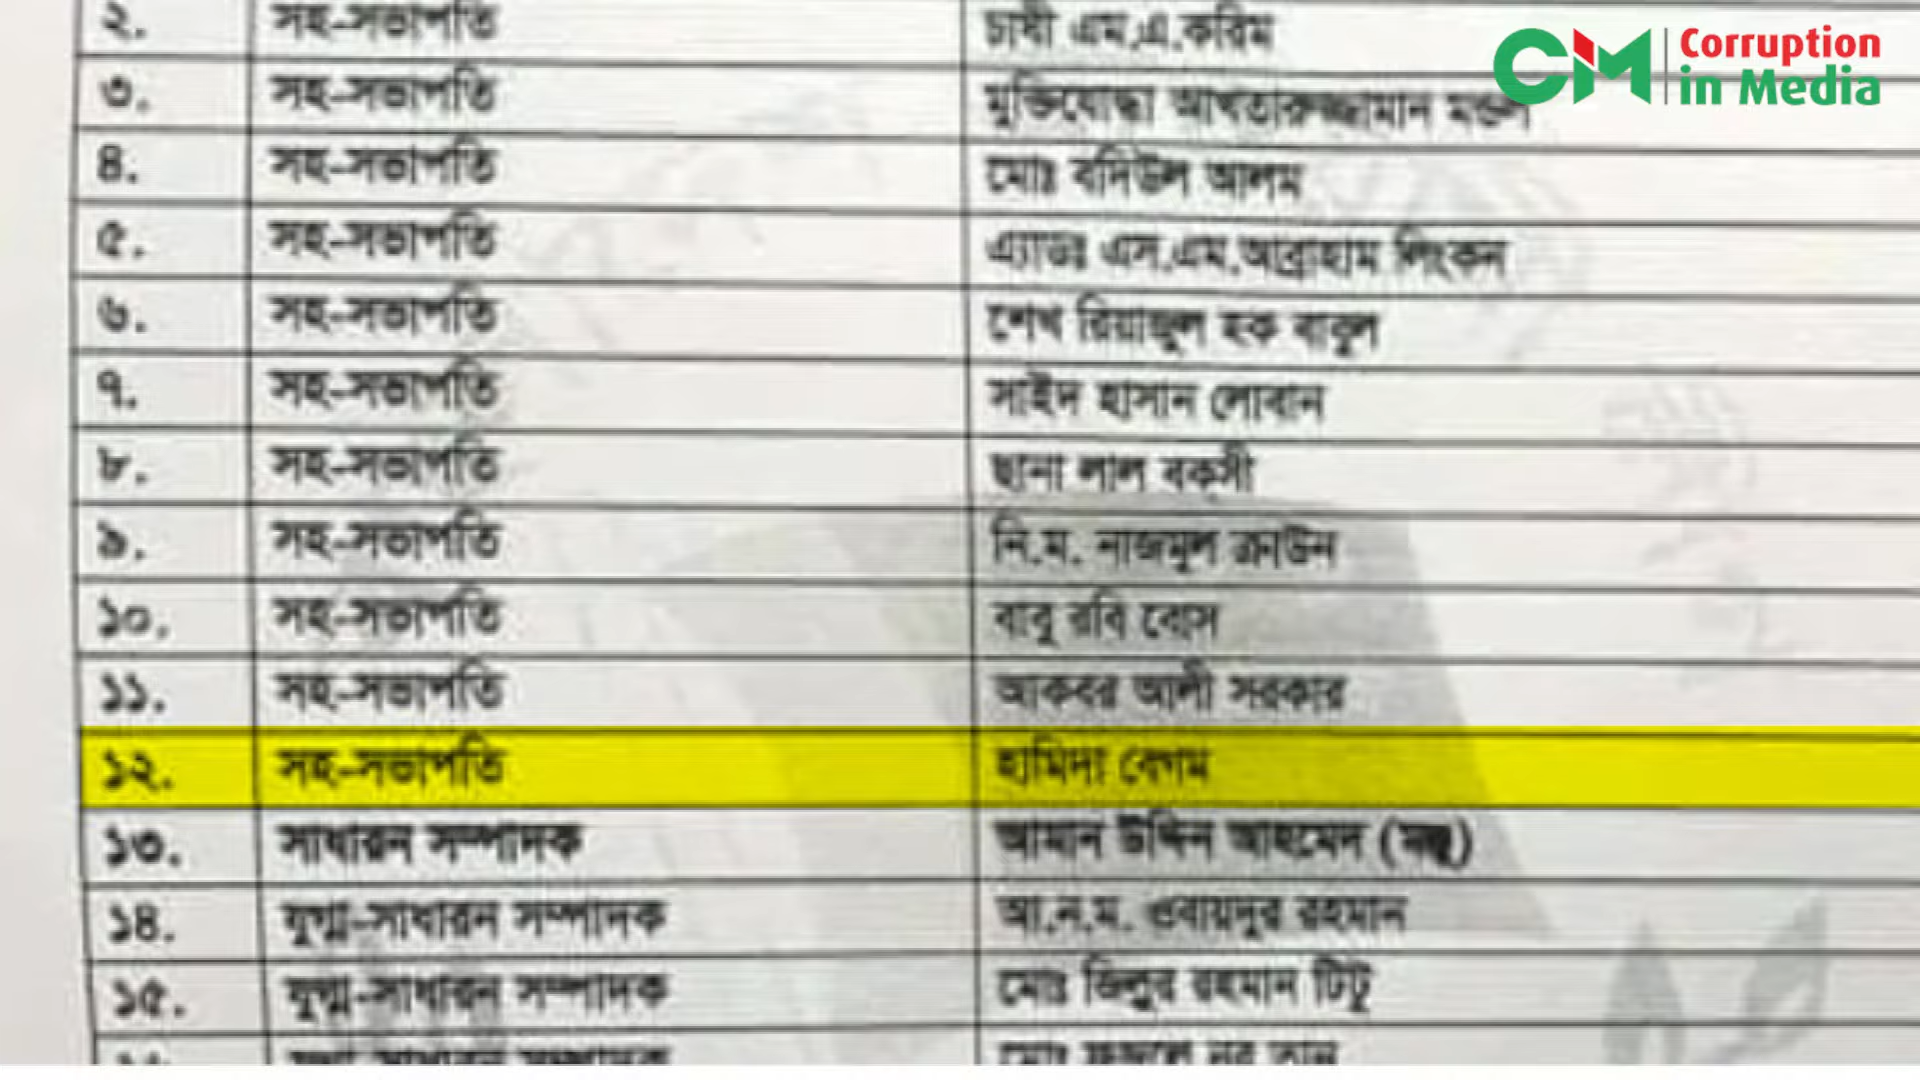 ২. সহ-সভাপতি চাষী এম.এ.করিম
৩. সহ-সভাপতি মুক্তিযোদ্ধা আখতারুজ্জামান মন্ডল
৪. সহ-সভাপতি মোঃ বদিউল আলম
৫. সহ-সভাপতি এ্যাডঃ এস.এম.আব্রাহাম লিংকন
৬. সহ-সভাপতি শেখ রিয়াজুল হক বাবুল
৭. সহ-সভাপতি সাইদ হাসান লোবান
৮. সহ-সভাপতি ছানা লাল বকসী
৯. সহ-সভাপতি নি.ম. নাজমুল ক্রাউন
১০. সহ-সভাপতি বাবু রবি বোস
১১. সহ-সভাপতি আকবর আলী সরকার
১২. সহ-সভাপতি হামিদা বেগম
১৩. সাধারন সম্পাদক আমান উদ্দিন আহমেদ (মঞ্জু)
১৪. যুগ্ম-সাধারন সম্পাদক আ.ন.ম. ওবায়দুর রহমান
১৫. যুগ্ম-সাধারন সম্পাদক মোঃ জিলুর রহমান টিটু
CM Corruption
in Media